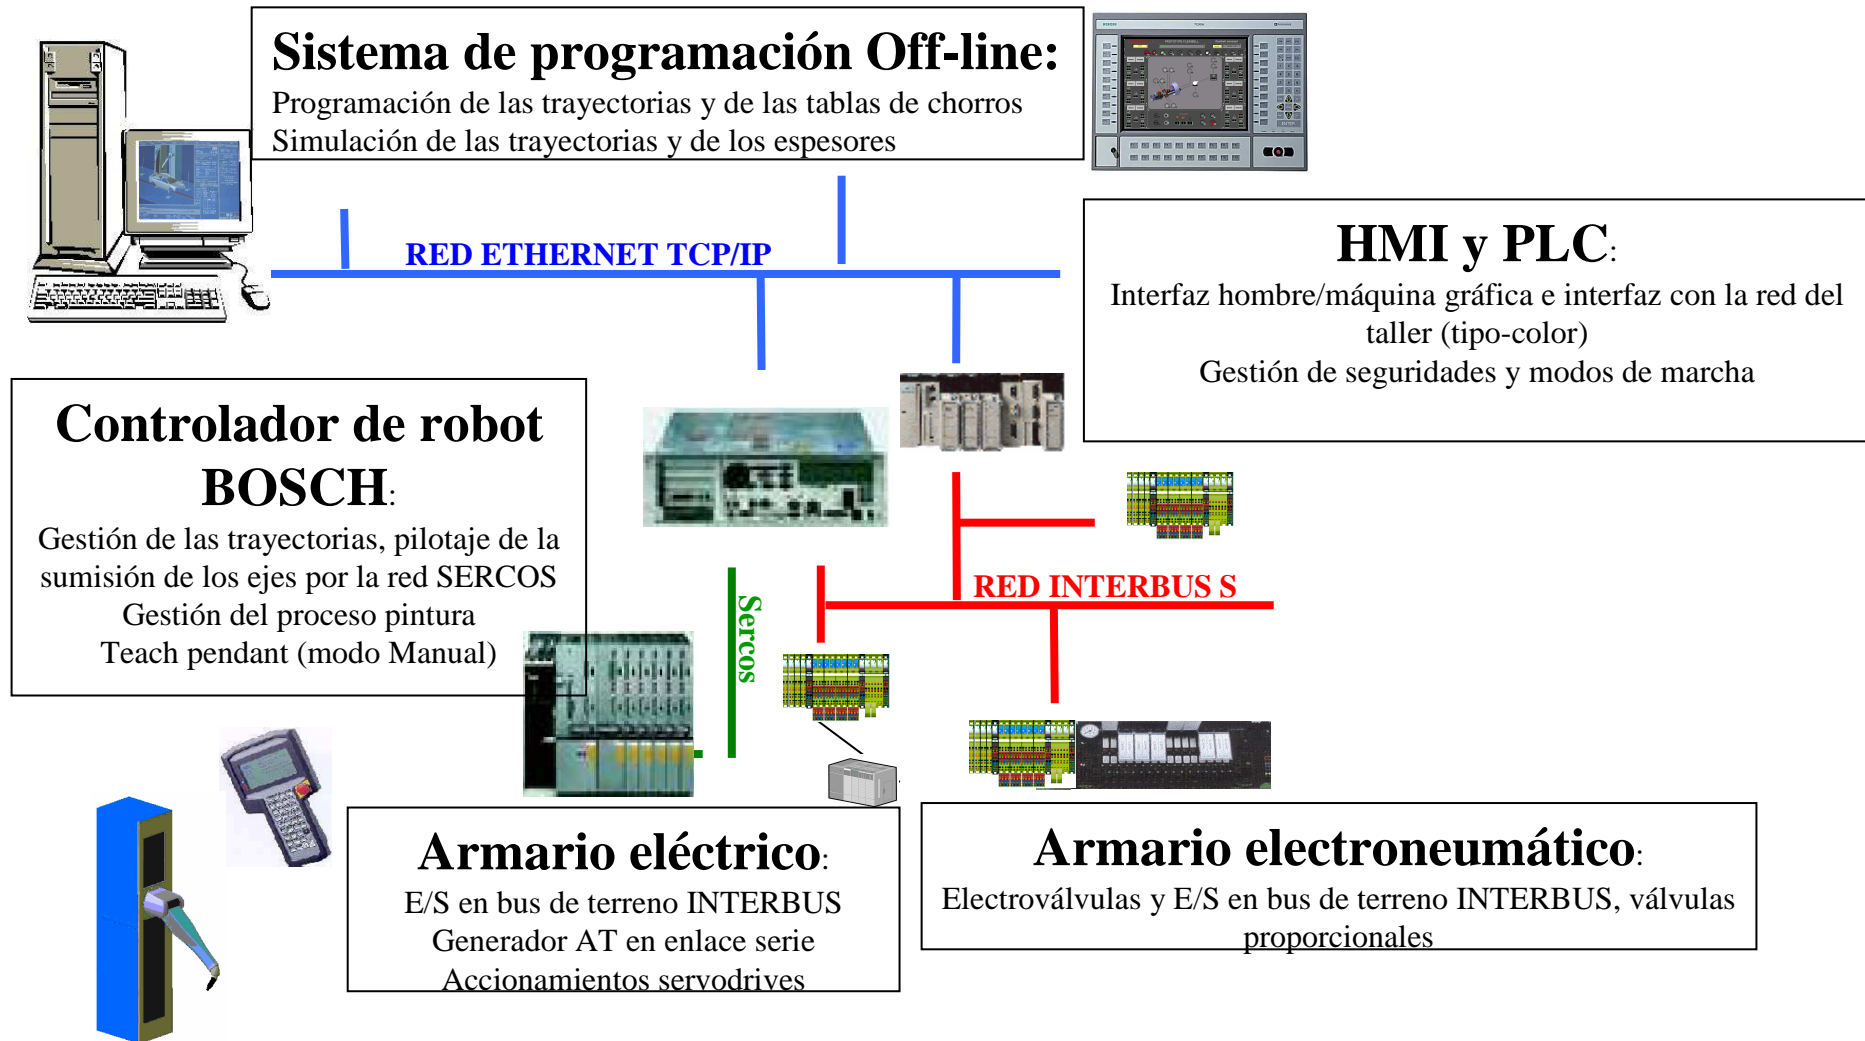 Sistema de programación Off-line:
Programación de las trayectorias y de las tablas de chorros
Simulación de las trayectorias y de los espesores
RED ETHERNET TCP/IP
HMI y PLC:
Interfaz hombre/máquina gráfica e interfaz con la red del
taller (tipo-color)
Gestión de seguridades y modos de marcha
Controlador de robot
BOSCH:
Gestión de las trayectorias, pilotaje de la
sumisión de los ejes por la red SERCOS
Gestión del proceso pintura
Teach pendant (modo Manual)
RED INTERBUS S
Sercos
Armario eléctrico:
E/S en bus de terreno INTERBUS
Generador AT en enlace serie
Accionamientos servodrives
Armario electroneumático:
Electroválvulas y E/S en bus de terreno INTERBUS, válvulas
proporcionales